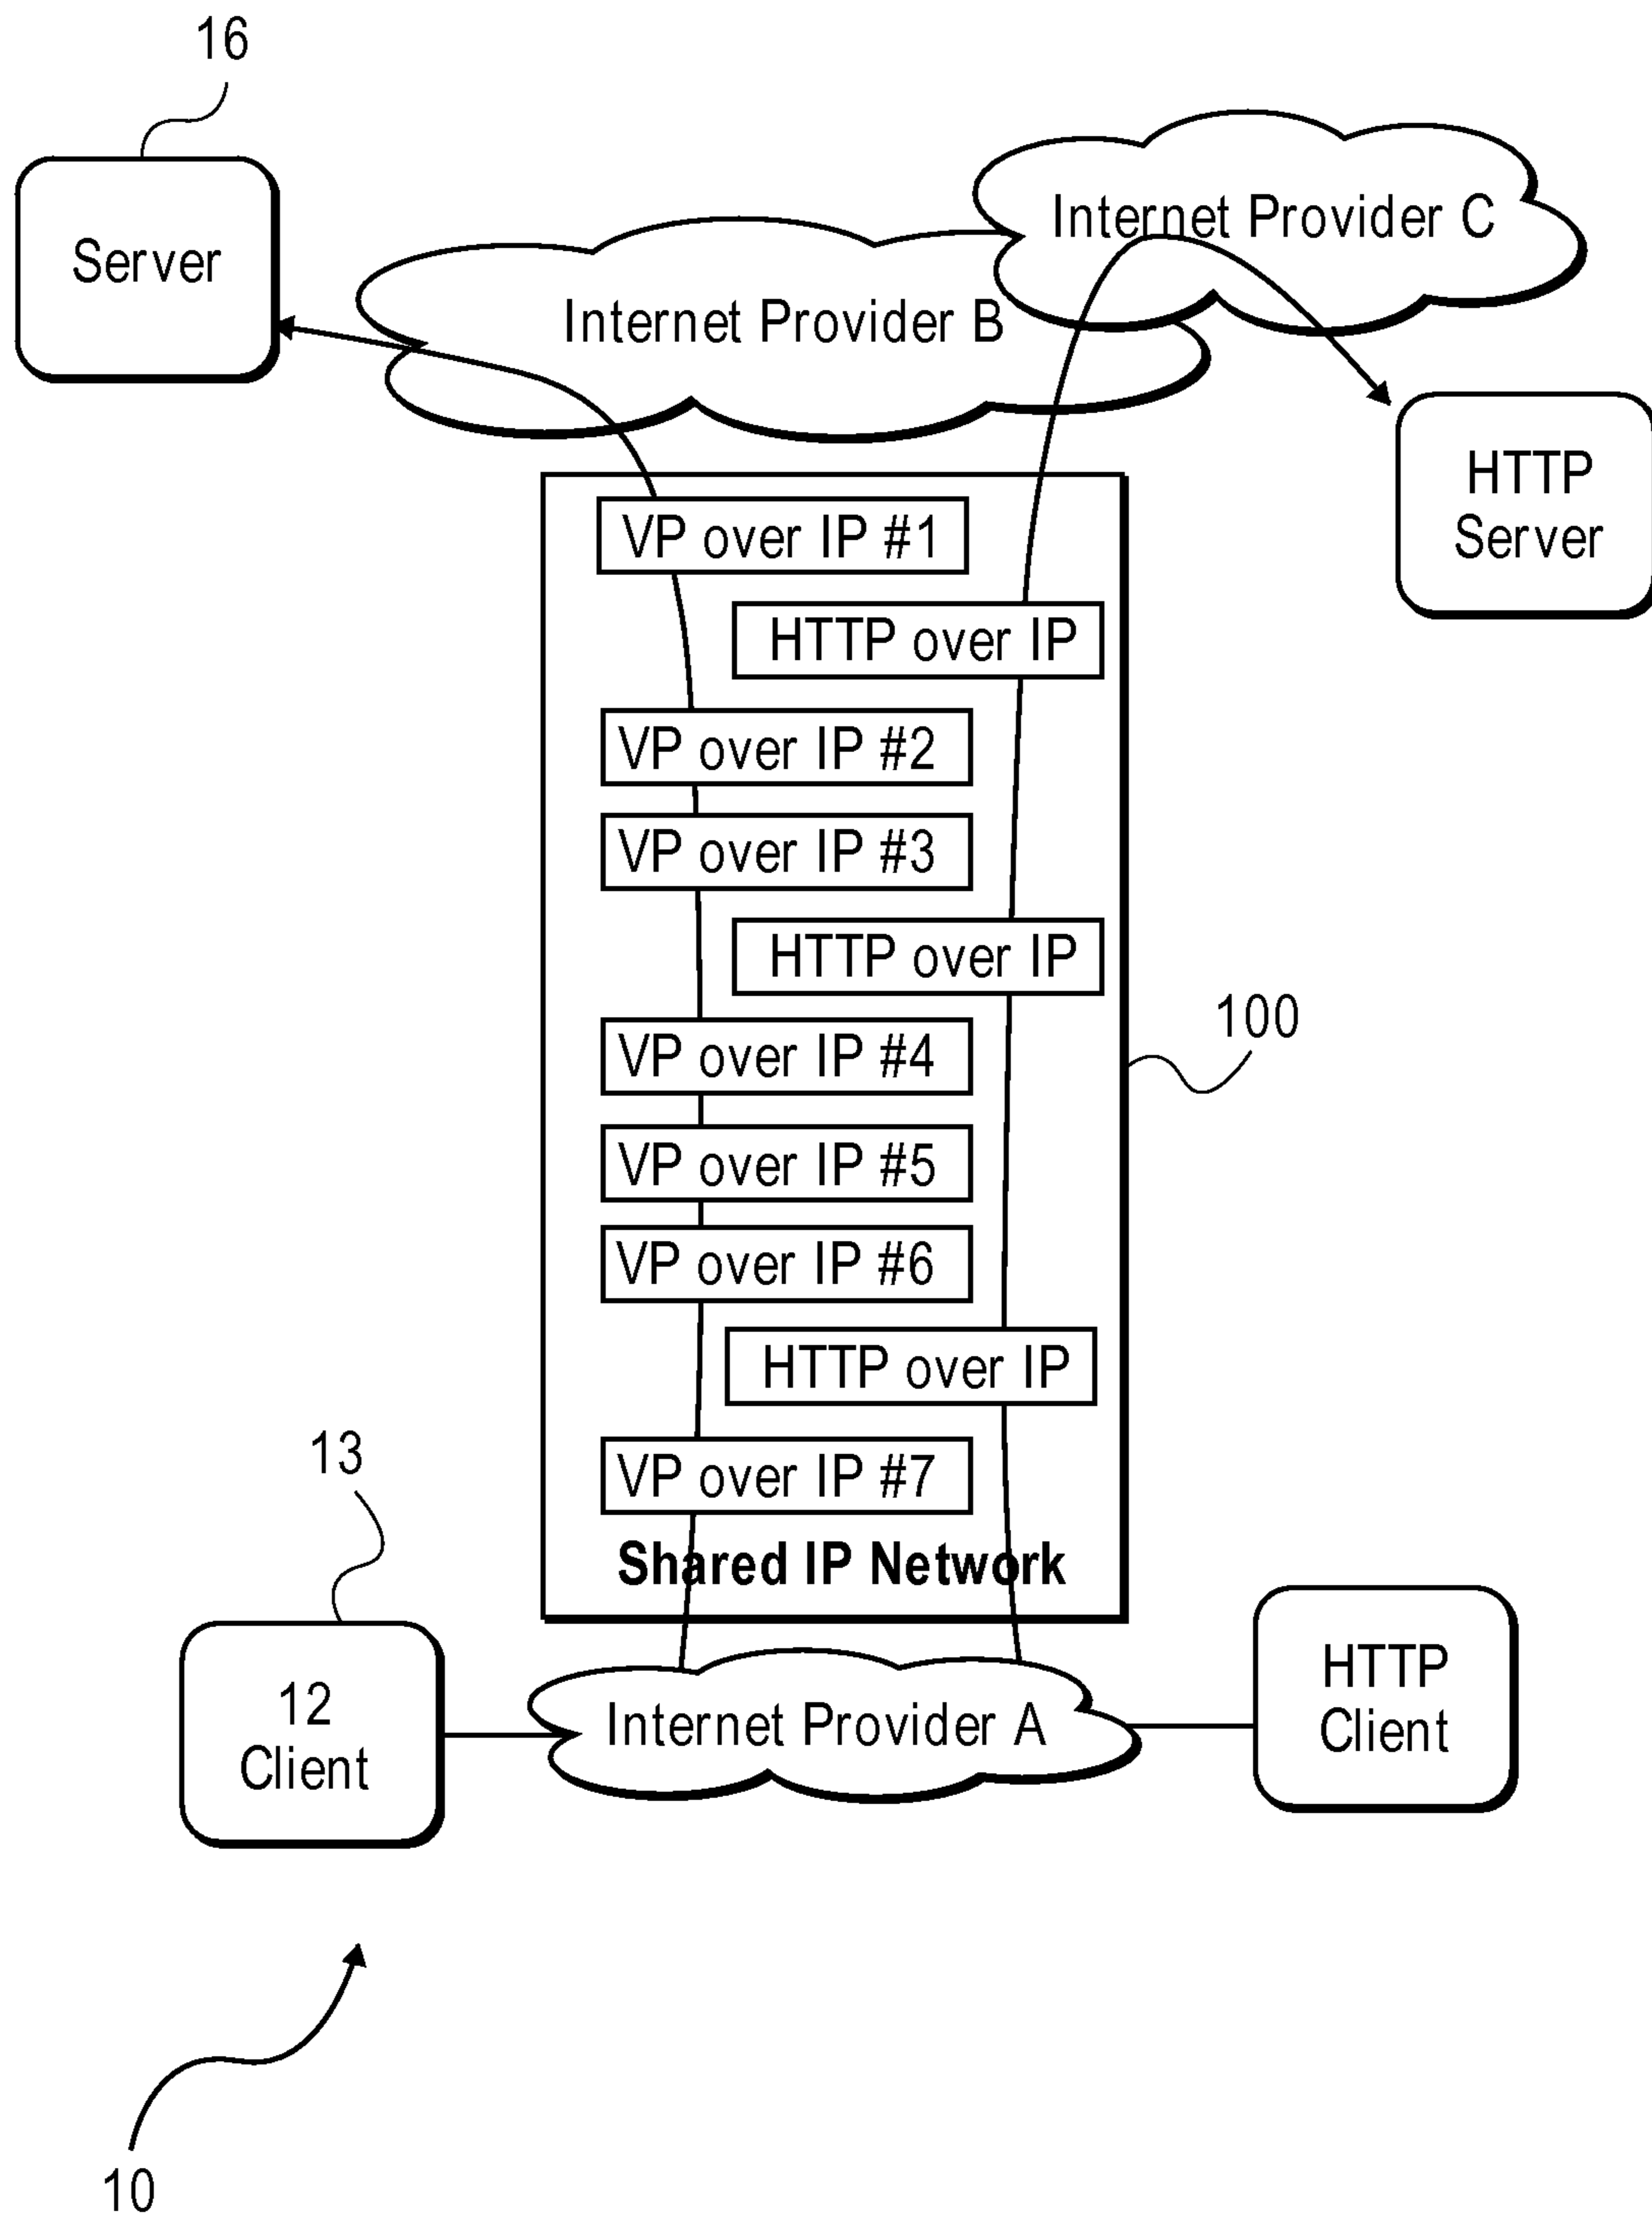 16
Server
Internet Provider C
Internet Provider B
HTTP
Server
VP over IP #1
HTTP over IP
VP over IP #2
VP over IP #3
HTTP over IP
100
VP over IP #4
VP over IP #5
VP over IP #6
HTTP over IP
13
VP over IP #7
Shared IP Network
12
Client
Internet Provider A
HTTP
Client
10